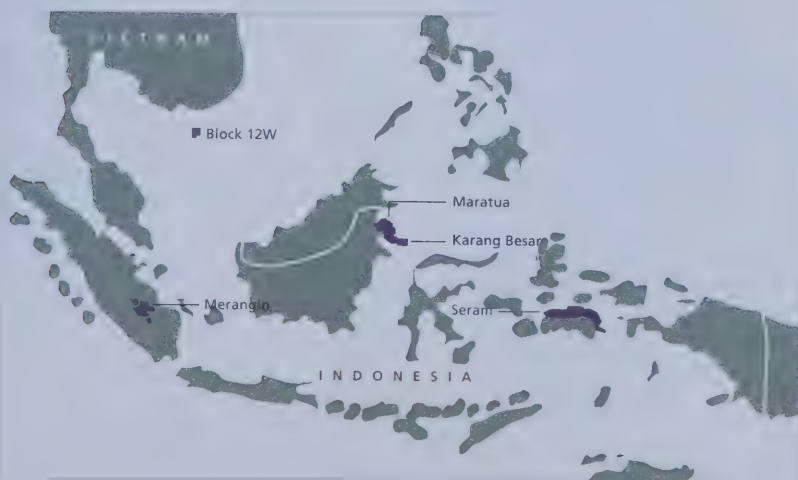 VIETNAM
Block 12W
Maratua
Karang Besar
Merangin
Seram
INDONESIA